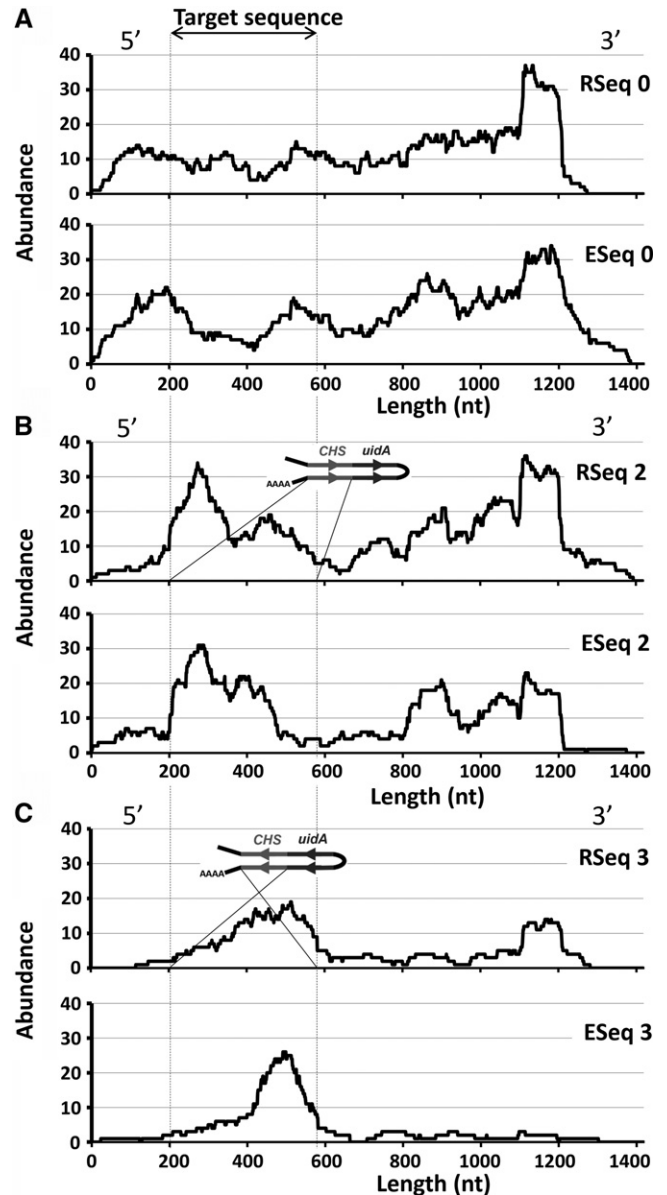 A
Target sequence
5’ 3’
RSeq 0
40
30
20
10
0
Abundance
ESeq 0
40
30
20
10
0
0 200 400 600 800 1000 1200 1400
Length (nt)
B
5’ 3’
RSeq 2
40
30
20
10
0
CHS uidA
AAAA
Abundance
ESeq 2
40
30
20
10
0
0 200 400 600 800 1000 1200 1400
Length (nt)
C
5’ 3’
RSeq 3
40
30
20
10
0
CHS uidA
AAAA
Abundance
ESeq 3
40
30
20
10
0
0 200 400 600 800 1000 1200 1400
Length (nt)